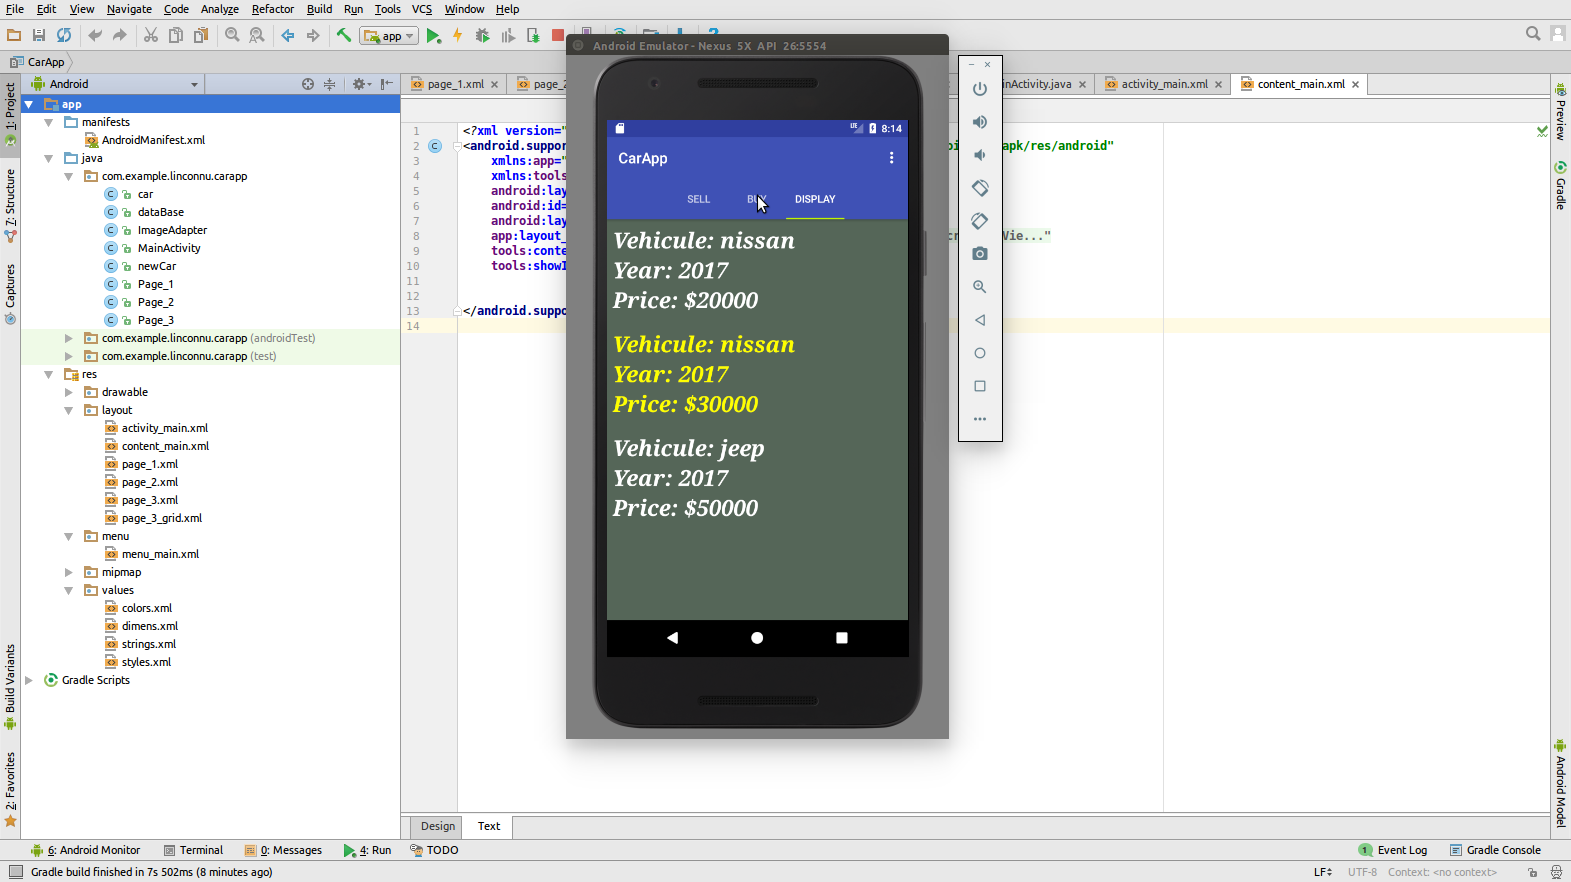 File Edit View Navigate Code Analyze Refactor Build Run Tools VCS Window Help
app
CarApp
Android
page_1.xml
page_2
inActivity.java
activity_main.xml
content_main.xml
1: Project
7: Structure
Captures
Build Variants
2: Favorites
app
manifests
AndroidManifest.xml
java
com.example.linconnu.carapp
car
dataBase
ImageAdapter
MainActivity
newCar
Page_1
Page_2
Page_3
com.example.linconnu.carapp (androidTest)
com.example.linconnu.carapp (test)
res
drawable
layout
activity_main.xml
content_main.xml
page_1.xml
page_2.xml
page_3.xml
page_3_grid.xml
menu
menu_main.xml
mipmap
values
colors.xml
dimens.xml
strings.xml
styles.xml
Gradle Scripts
1 <?xml version="
2 <android.suppor
3 xmlns:app="
4 xmlns:tools
5 android:lay
6 android:id=
7 android:lay
8 app:layout_
9 tools:conte
10 tools:showI
11
12
13 </android.suppo
14
apk/res/android"
Vie..."
Android Emulator - Nexus 5X API 26:5554
LTE 8:14
CarApp
SELL BUY DISPLAY
Vehicule: nissan
Year: 2017
Price: $20000
Vehicule: nissan
Year: 2017
Price: $30000
Vehicule: jeep
Year: 2017
Price: $50000
Preview
Gradle
Android Model
Design Text
6: Android Monitor Terminal 0: Messages 4: Run TODO
1 Event Log Gradle Console
Gradle build finished in 7s 502ms (8 minutes ago)
LF UTF-8 Context: <no context>